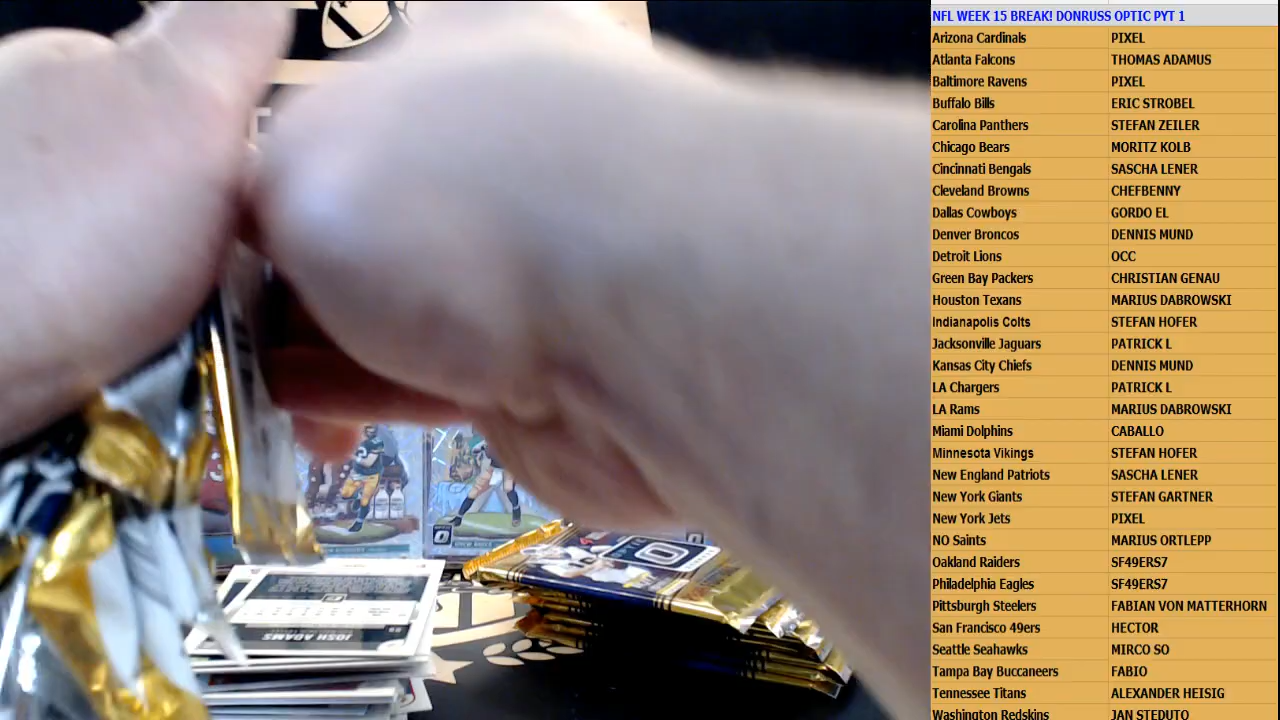 NFL WEEK 15 BREAK! DONRUSS OPTIC PYT 1
Arizona Cardinals PIXEL
Atlanta Falcons THOMAS ADAMUS
Baltimore Ravens PIXEL
Buffalo Bills ERIC STROBEL
Carolina Panthers STEFAN ZEILER
Chicago Bears MORITZ KOLB
Cincinnati Bengals SASCHA LENER
Cleveland Browns CHEFBENNY
Dallas Cowboys GORDO EL
Denver Broncos DENNIS MUND
Detroit Lions OCC
Green Bay Packers CHRISTIAN GENAU
Houston Texans MARIUS DABROWSKI
Indianapolis Colts STEFAN HOFER
Jacksonville Jaguars PATRICK L
Kansas City Chiefs DENNIS MUND
LA Chargers PATRICK L
LA Rams MARIUS DABROWSKI
Miami Dolphins CABALLO
Minnesota Vikings STEFAN HOFER
New England Patriots SASCHA LENER
New York Giants STEFAN GARTNER
New York Jets PIXEL
NO Saints MARIUS ORTLEPP
Oakland Raiders SF49ERS7
Philadelphia Eagles SF49ERS7
Pittsburgh Steelers FABIAN VON MATTERHORN
San Francisco 49ers HECTOR
Seattle Seahawks MIRCO SO
Tampa Bay Buccaneers FABIO
Tennessee Titans ALEXANDER HEISIG
Washington Redskins JAN STEDUTO
JOSH ADAMS